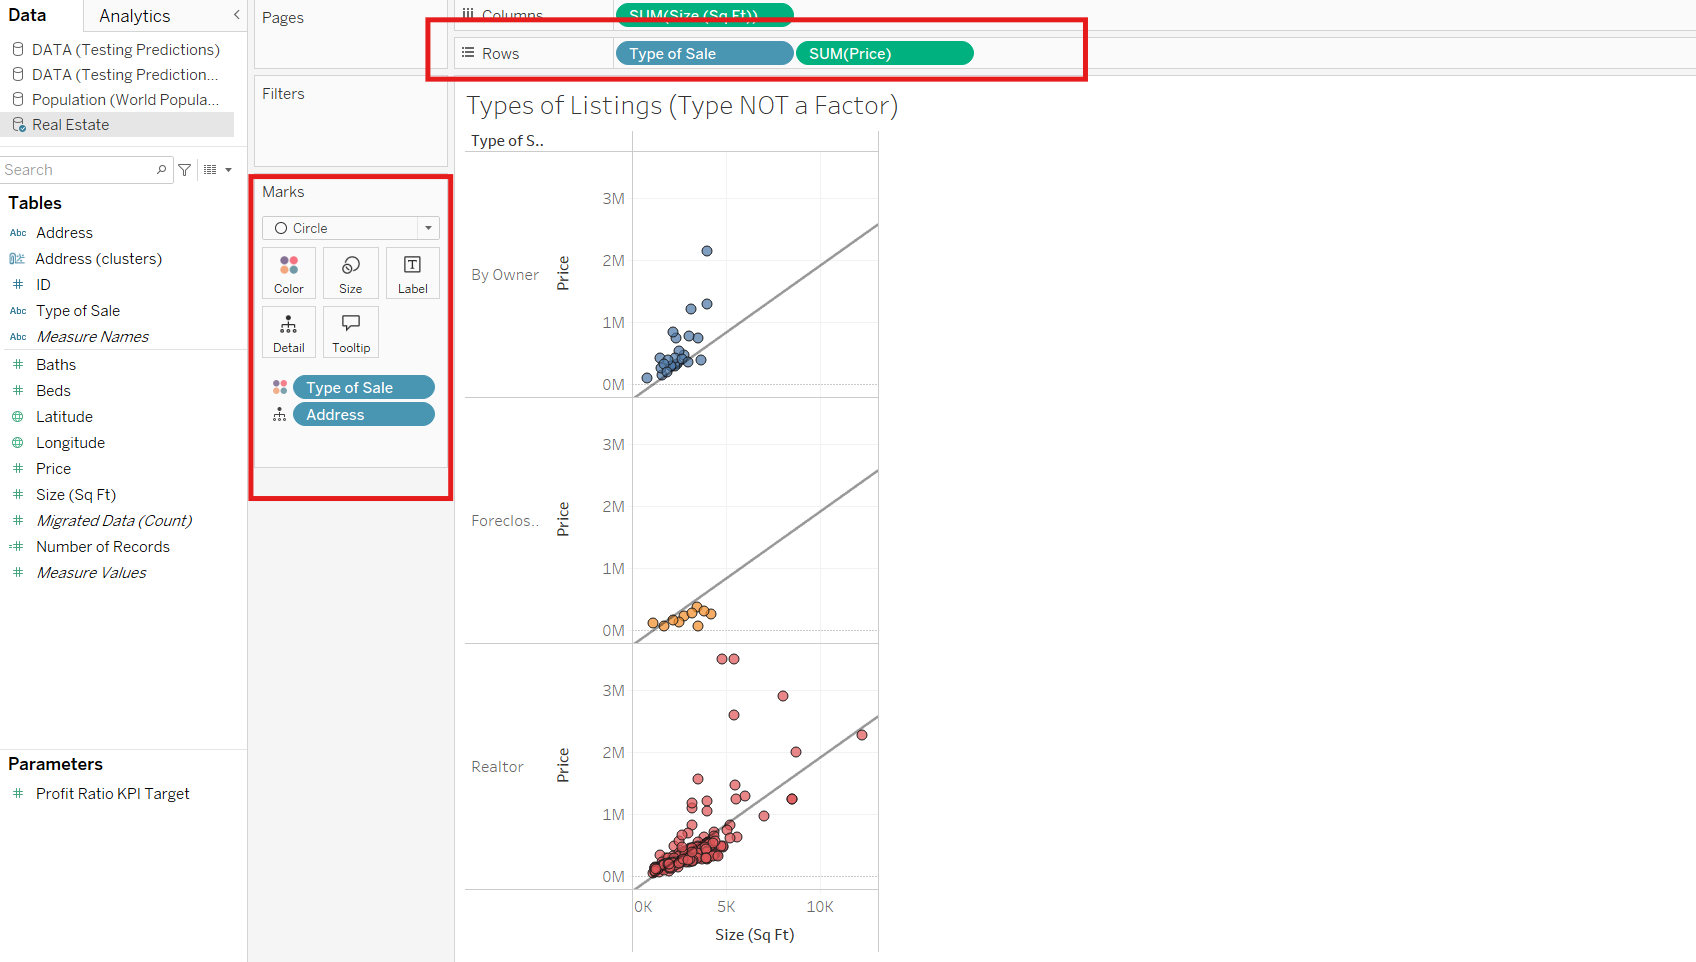 Data
Analytics
DATA (Testing Predictions)
DATA (Testing Prediction...
Population (World Popula...
Real Estate
Search
Tables
Abc Address
Address (clusters)
ID
Abc Type of Sale
Abc Measure Names
Baths
Beds
Latitude
Longitude
Price
Size (Sq Ft)
Migrated Data (Count)
Number of Records
Measure Values
Parameters
Profit Ratio KPI Target
Pages
Filters
Marks
Circle
Color Size Label
Detail Tooltip
Type of Sale
Address
Columns SUM(Size (Sq Ft))
Rows Type of Sale SUM(Price)
Types of Listings (Type NOT a Factor)
Type of S..
By Owner
Price
3M
2M
1M
0M
Foreclos..
Price
3M
2M
1M
0M
Realtor
Price
3M
2M
1M
0M
0K 5K 10K
Size (Sq Ft)